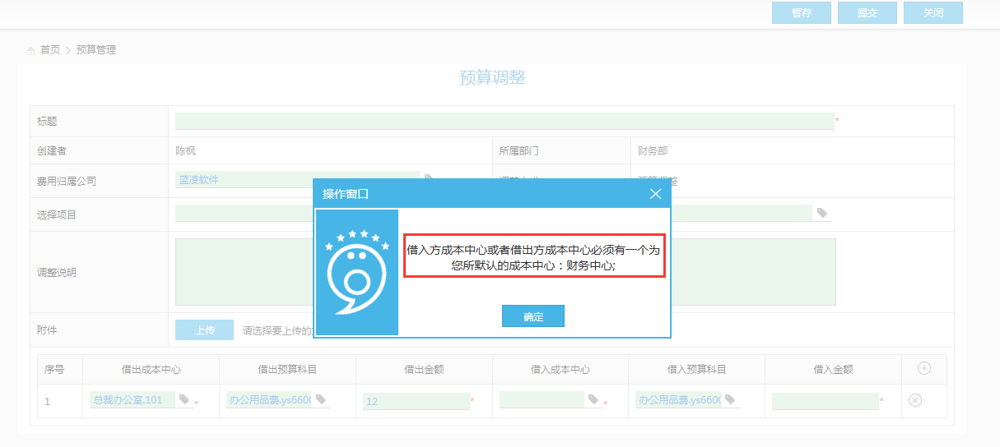 暂存 提交 关闭
首页 > 预算管理
预算调整
标题 *
创建者 陈枫 所属部门 财务部
费用归属公司 蓝凌软件 预算调整
操作窗口
选择项目
借入方成本中心或者借出方成本中心必须有一个为
您所默认的成本中心：财务中心;
调整说明
确定
附件 上传 请选择要上传的
序号 借出成本中心 借出预算科目 借出金额 借入成本中心 借入预算科目 借入金额
1 总裁办公室.101 * 办公用品费.ys660 12 * * 办公用品费.ys660 *